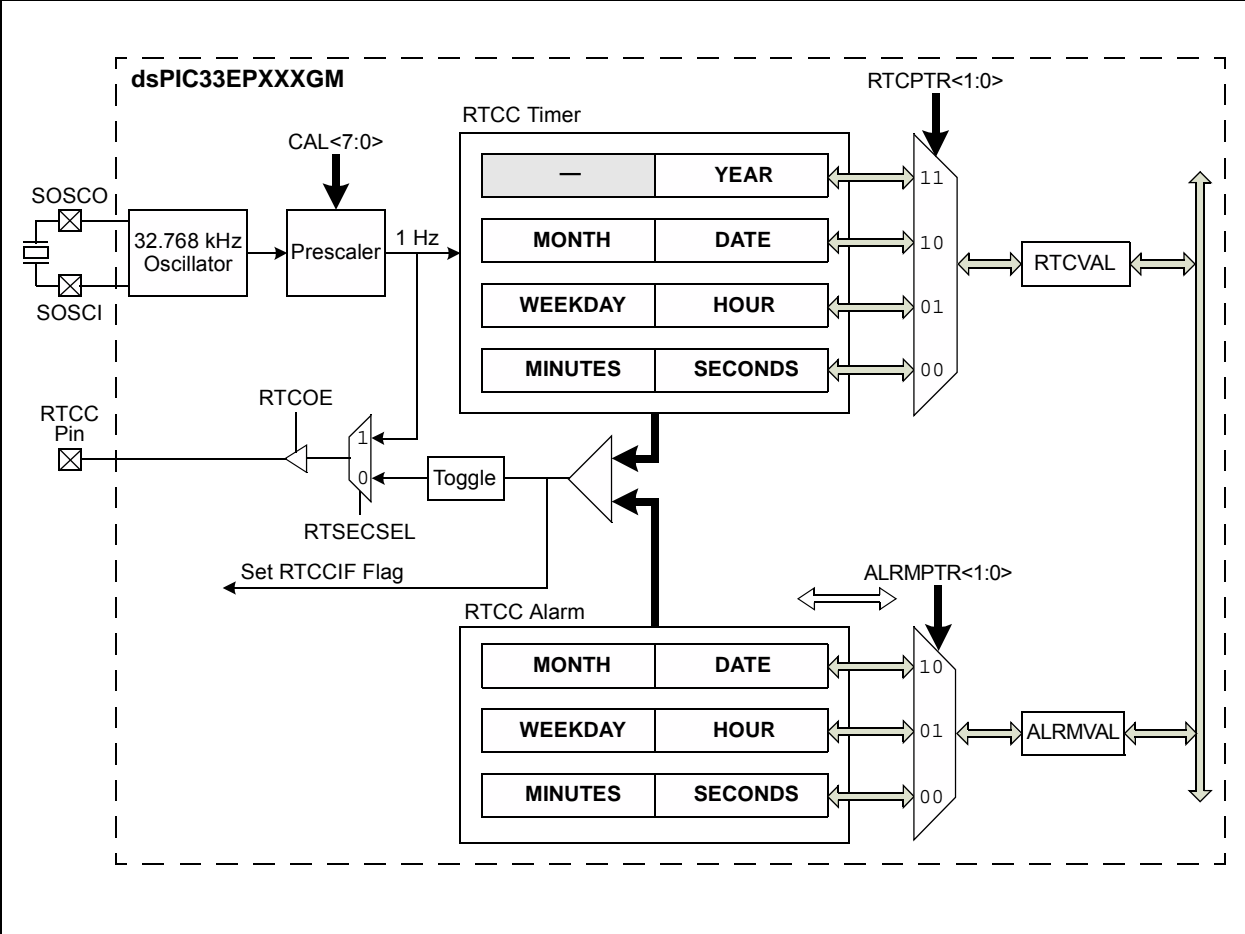 dsPIC33EPXXXGM
RTCPTR<1:0>
RTCC Timer
CAL<7:0>
— YEAR
11
SOSCO
MONTH DATE
10
32.768 kHz
Oscillator
Prescaler
1 Hz
RTCVAL
SOSCI
WEEKDAY HOUR
01
MINUTES SECONDS
00
RTCOE
RTCC
Pin
1
0
Toggle
RTSECSEL
Set RTCCIF Flag
ALRMPTR<1:0>
RTCC Alarm
MONTH DATE
10
WEEKDAY HOUR
01
ALRMVAL
MINUTES SECONDS
00